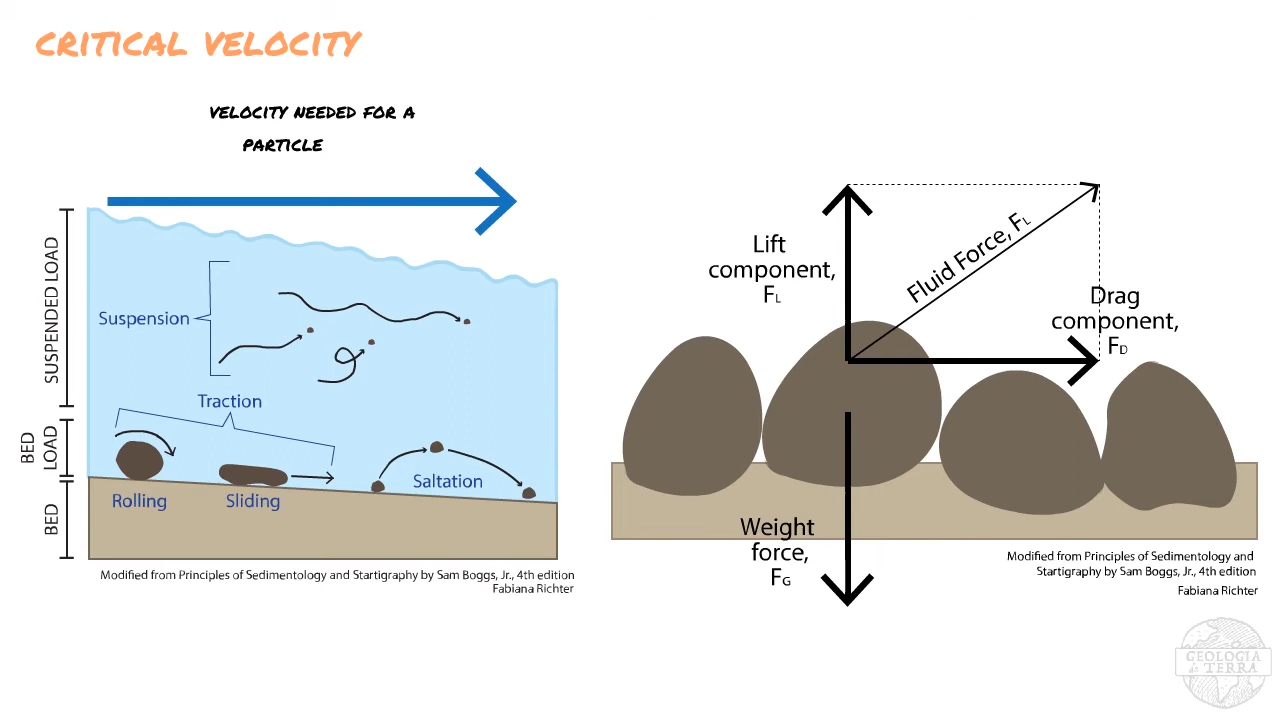 CRITICAL VELOCITY
VELOCITY NEEDED FOR A
PARTICLE
SUSPENDED LOAD
BED
LOAD
BED
Suspension
Traction
Rolling
Sliding
Saltation
Modified from Principles of Sedimentology and Startigraphy by Sam Boggs, Jr., 4th edition
Fabiana Richter
Lift
component,
FL
Fluid Force, FL
Drag
component,
FD
Weight
force,
FG
Modified from Principles of Sedimentology and
Startigraphy by Sam Boggs, Jr., 4th edition
Fabiana Richter
GEOLOGIA
da TERRA